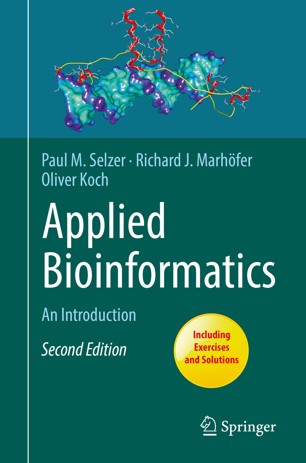 Paul M. Selzer · Richard J. Marhöfer
Oliver Koch
Applied
Bioinformatics
An Introduction
Second Edition
Including
Exercises
and Solutions
Springer